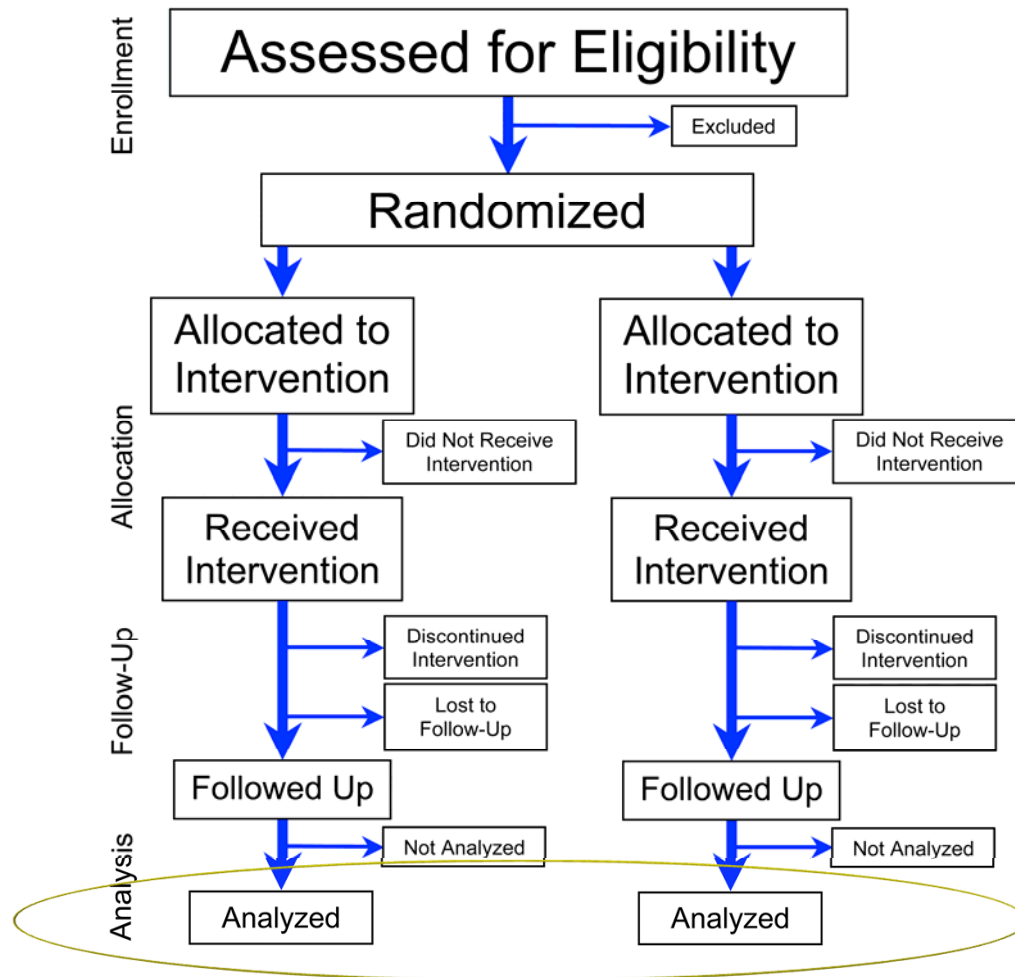 Enrollment
Assessed for Eligibility
Excluded
Randomized
Allocated to
Intervention
Allocated to
Intervention
Allocation
Did Not Receive
Intervention
Did Not Receive
Intervention
Received
Intervention
Received
Intervention
Follow-Up
Discontinued
Intervention
Discontinued
Intervention
Lost to
Follow-Up
Lost to
Follow-Up
Followed Up
Followed Up
Analysis
Not Analyzed
Not Analyzed
Analyzed
Analyzed